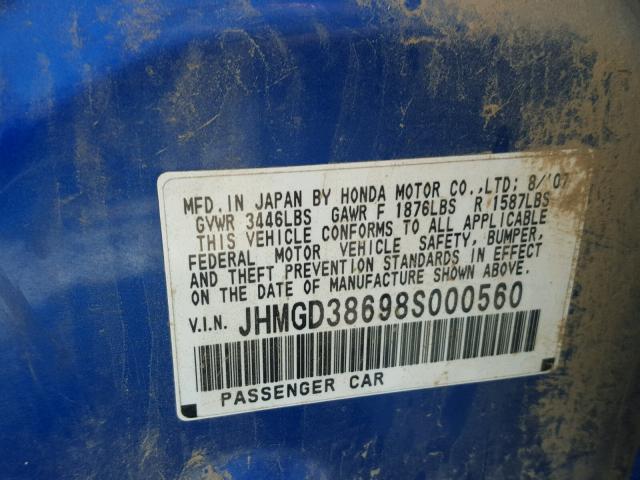 MFD. IN JAPAN BY HONDA MOTOR CO.,LTD; 8/'07
GVWR 3446LBS GAWR F 1876LBS R 1587LBS
THIS VEHICLE CONFORMS TO ALL APPLICABLE
FEDERAL MOTOR VEHICLE SAFETY, BUMPER,
AND THEFT PREVENTION STANDARDS IN EFFECT
ON THE DATE OF MANUFACTURE SHOWN ABOVE.
V.I.N. JHMGD38698S000560
PASSENGER CAR